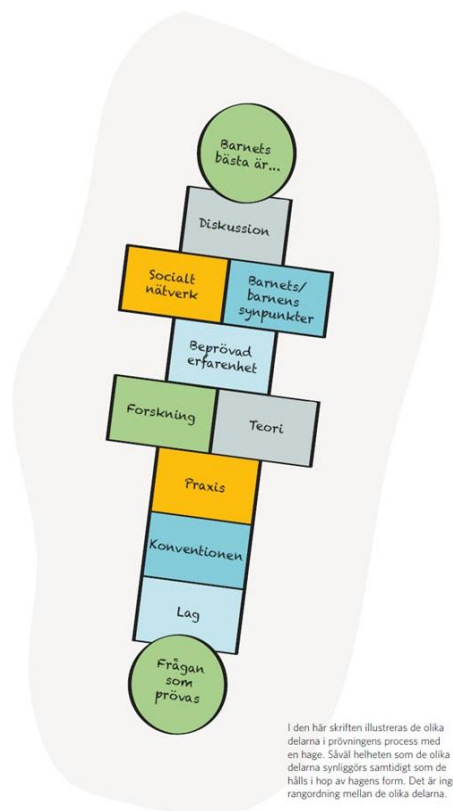 Barnets
bästa är...
Diskussion
Socialt
nätverk
Barnets/
barnens
synpunkter
Beprövad
erfarenhet
Forskning
Teori
Praxis
Konventionen
Lag
Frågan
som
prövas
I den här skriften illustreras de olika
delarna i prövningens process med
en hage. Såväl helheten som de olika
delarna synliggörs samtidigt som de
hålls i hop av hagens form. Det är ing
rangordning mellan de olika delarna.